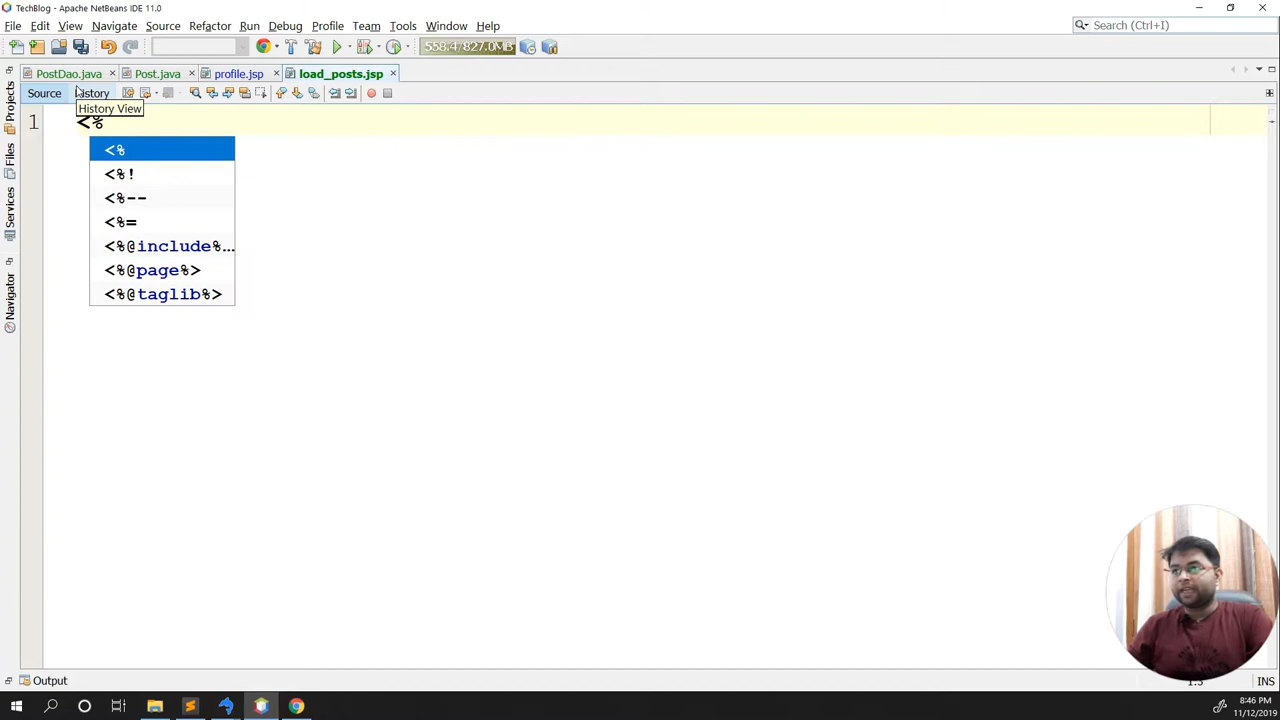 TechBlog - Apache NetBeans IDE 11.0
File Edit View Navigate Source Refactor Run Debug Profile Team Tools Window Help
Search (Ctrl+I)
558.4/827.0MB
PostDao.java Post.java profile.jsp load_posts.jsp
Source History
History View
1 <%
<%
<%!
<%--
<%=
<%@include%...
<%@page%>
<%@taglib%>
Projects
Files
Services
Navigator
Output
1:3 INS
8:46 PM
11/12/2019